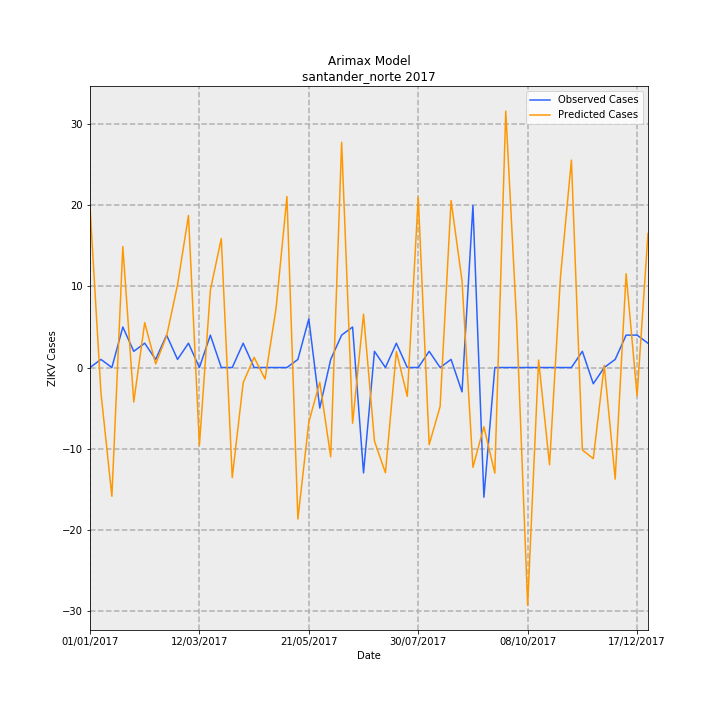 Arimax Model
santander_norte 2017
Observed Cases
Predicted Cases
ZIKV Cases
30
20
10
0
−10
−20
−30
01/01/2017
12/03/2017
21/05/2017
30/07/2017
08/10/2017
17/12/2017
Date